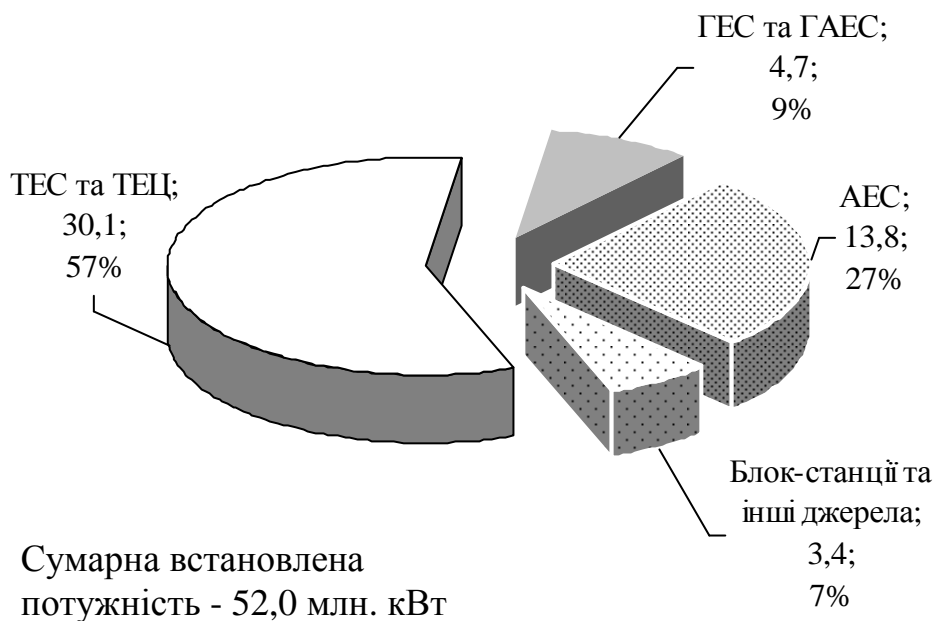 ГЕС та ГАЕС;
4,7;
9%
ТЕС та ТЕЦ;
30,1;
57%
АЕС;
13,8;
27%
Блок-станції та
інші джерела;
3,4;
7%
Сумарна встановлена
потужність - 52,0 млн. кВт